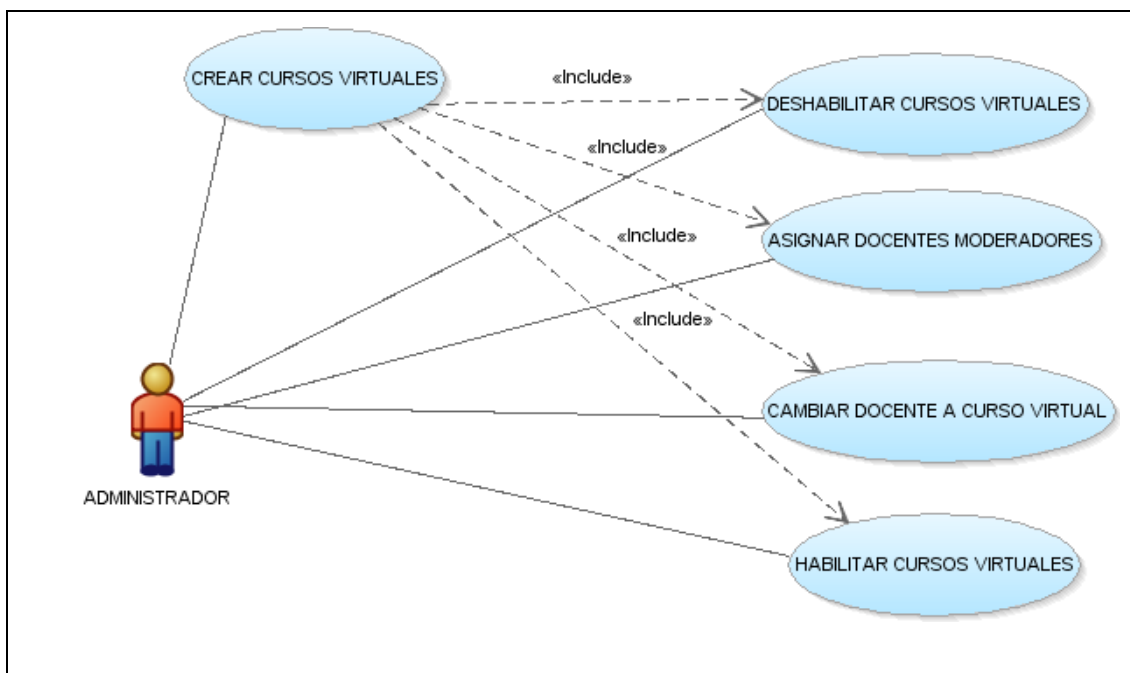 CREAR CURSOS VIRTUALES
«Include»
DESHABILITAR CURSOS VIRTUALES
«Include»
«Include»
ASIGNAR DOCENTES MODERADORES
«Include»
CAMBIAR DOCENTE A CURSO VIRTUAL
ADMINISTRADOR
HABILITAR CURSOS VIRTUALES